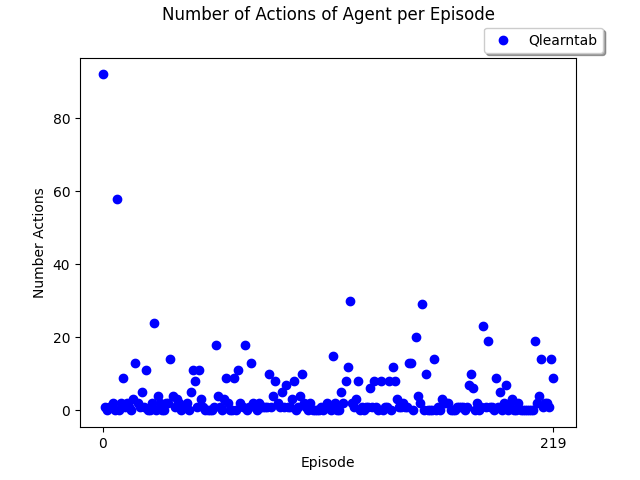 Number of Actions of Agent per Episode
Qlearntab
80
60
40
20
0
Number Actions
0
219
Episode